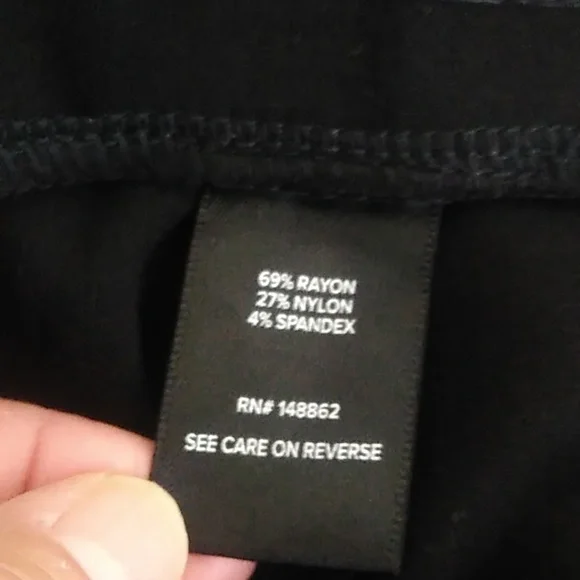 69% RAYON
27% NYLON
4% SPANDEX
RN# 148862
SEE CARE ON REVERSE